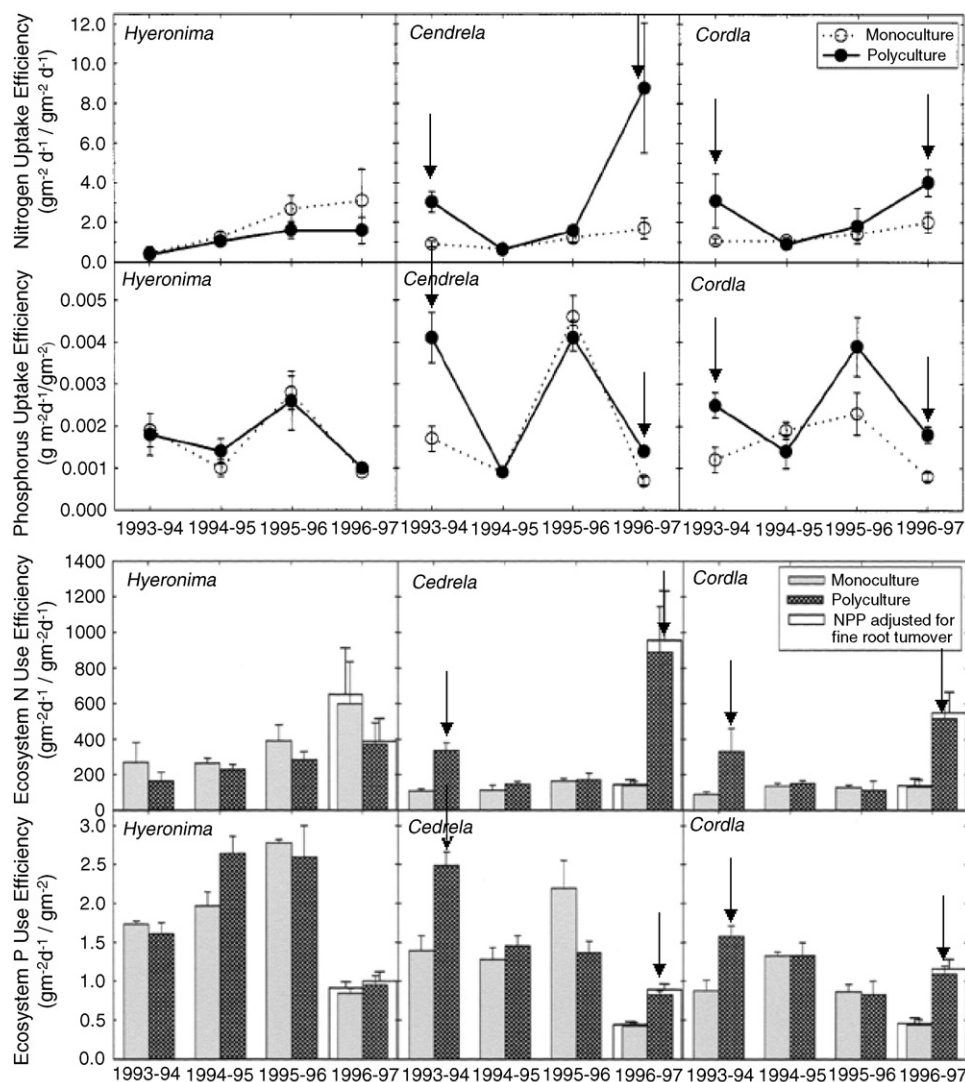 Nitrogen Uptake Efficiency
(gm⁻² d⁻¹ / gm⁻² d⁻¹)
12.5
10.0
8.0
6.0
4.0
2.0
0.0
Hyeronima
Cendrela
Cordla
Monoculture
Polyculture
Phosphorus Uptake Efficiency
(g m⁻²d⁻¹/gm⁻²)
0.005
0.004
0.003
0.002
0.001
0.000
Hyeronima
Cendrela
Cordla
1993-94 1994-95 1995-96 1996-97 1993-94 1994-95 1995-96 1996-97 1993-94 1994-95 1995-96 1996-97
Ecosystem N Use Efficiency
(gm⁻²d⁻¹ / gm⁻²d⁻¹)
1400
1200
1000
800
600
400
200
0
Hyeronima
Cedrela
Cordla
Monoculture
Polyculture
NPP adjusted for
fine root turnover
Ecosystem P Use Efficiency
(gm⁻²d⁻¹ / gm⁻²)
3.0
2.5
2.0
1.5
1.0
0.5
0.0
Hyeronima
Cedrela
Cordla
1993-94 1994-95 1995-96 1996-97 1993-94 1994-95 1995-96 1996-97 1993-94 1994-95 1995-96 1996-97